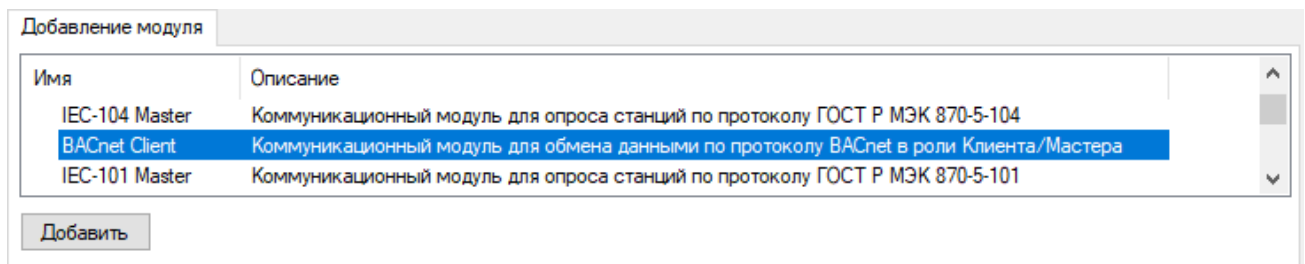 Добавление модуля
Имя Описание
IEC-104 Master Коммуникационный модуль для опроса станций по протоколу ГОСТ Р МЭК 870-5-104
BACnet Client Коммуникационный модуль для обмена данными по протоколу BACnet в роли Клиента/Мастера
IEC-101 Master Коммуникационный модуль для опроса станций по протоколу ГОСТ Р МЭК 870-5-101
Добавить